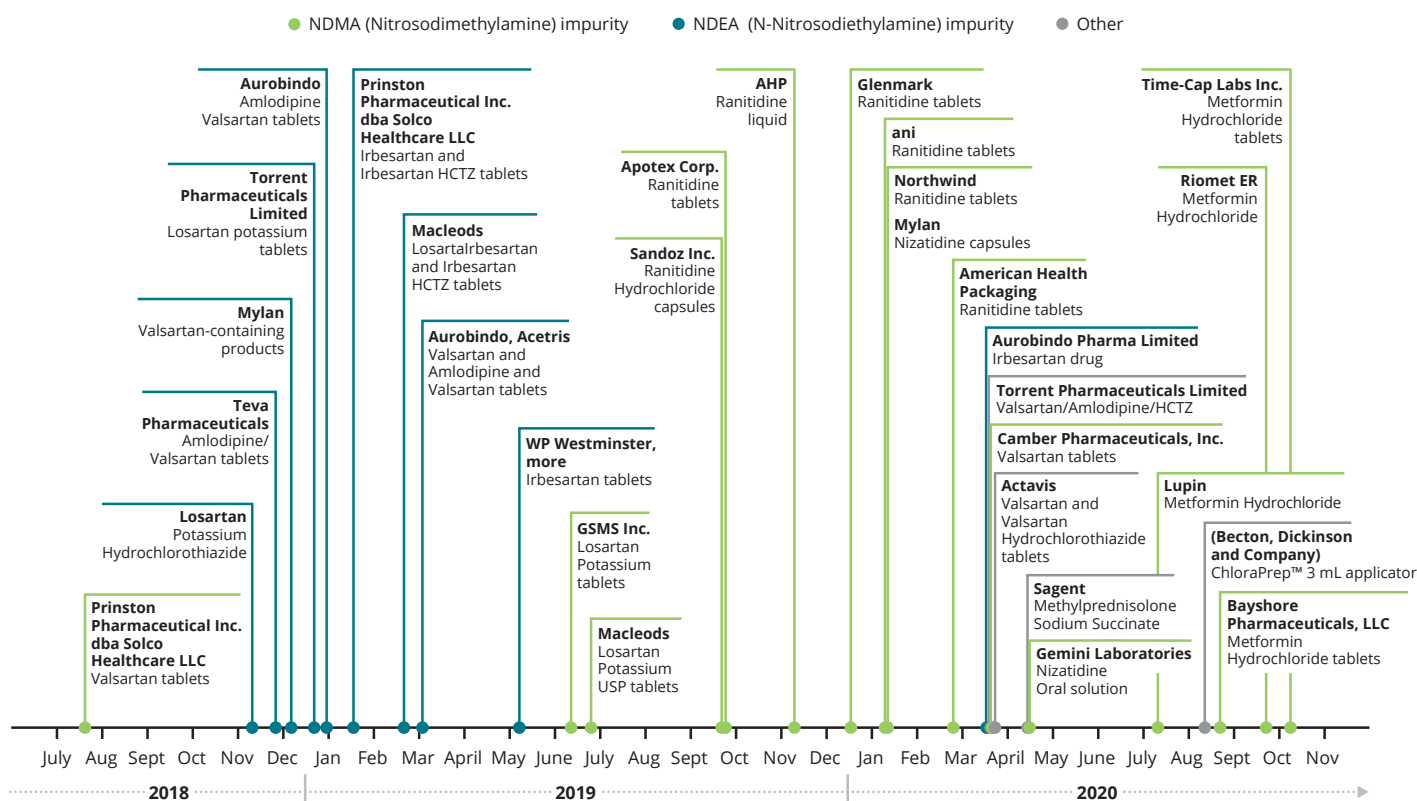 NDMA (Nitrosodimethylamine) impurity
NDEA (N-Nitrosodiethylamine) impurity
Other
Aurobindo
Amlodipine
Valsartan tablets
Torrent
Pharmaceuticals
Limited
Losartan potassium
tablets
Mylan
Valsartan-containing
products
Teva
Pharmaceuticals
Amlodipine/
Valsartan tablets
Losartan
Potassium
Hydrochlorothiazide
Prinston
Pharmaceutical Inc.
dba Solco
Healthcare LLC
Valsartan tablets
Prinston
Pharmaceutical Inc.
dba Solco
Healthcare LLC
Irbesartan and
Irbesartan HCTZ tablets
Macleods
LosartaIrbesartan
and Irbesartan
HCTZ tablets
Aurobindo, Acetris
Valsartan and
Amlodipine and
Valsartan tablets
WP Westminster,
more
Irbesartan tablets
GSMS Inc.
Losartan
Potassium
tablets
Macleods
Losartan
Potassium
USP tablets
Apotex Corp.
Ranitidine
tablets
Sandoz Inc.
Ranitidine
Hydrochloride
capsules
AHP
Ranitidine
liquid
Glenmark
Ranitidine tablets
ani
Ranitidine tablets
Northwind
Ranitidine tablets
Mylan
Nizatidine capsules
American Health
Packaging
Ranitidine tablets
Aurobindo Pharma Limited
Irbesartan drug
Torrent Pharmaceuticals Limited
Valsartan/Amlodipine/HCTZ
Camber Pharmaceuticals, Inc.
Valsartan tablets
Actavis
Valsartan and
Valsartan
Hydrochlorothiazide
tablets
Sagent
Methylprednisolone
Sodium Succinate
Gemini Laboratories
Nizatidine
Oral solution
Time-Cap Labs Inc.
Metformin
Hydrochloride
tablets
Riomet ER
Metformin
Hydrochloride
Lupin
Metformin Hydrochloride
(Becton, Dickinson
and Company)
ChloraPrep™ 3 mL applicator
Bayshore
Pharmaceuticals, LLC
Metformin
Hydrochloride tablets
July Aug Sept Oct Nov Dec Jan Feb Mar April May June July Aug Sept Oct Nov Dec Jan Feb Mar April May June July Aug Sept Oct Nov
2018 2019 2020